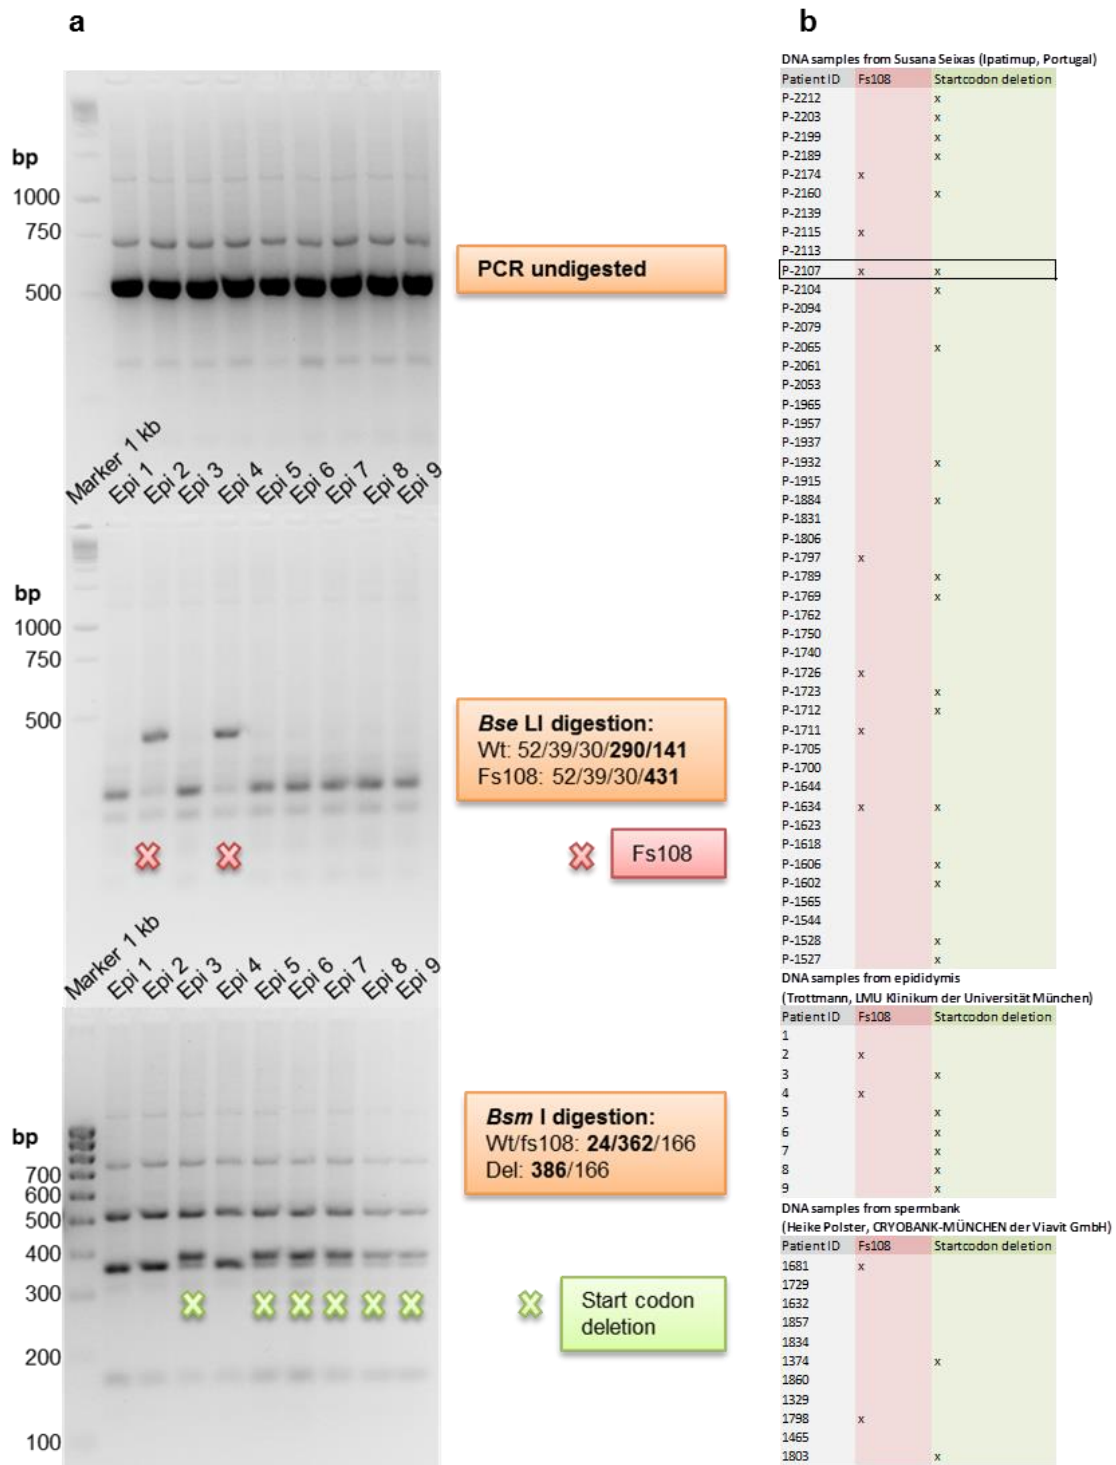 a
bp
1000
750
500
PCR undigested
Marker 1 kb
Epi 1
Epi 2
Epi 3
Epi 4
Epi 5
Epi 6
Epi 7
Epi 8
Epi 9
bp
1000
750
500
Bse LI digestion:
Wt: 52/39/30/290/141
Fs108: 52/39/30/431
Fs108
Marker 1 kb
Epi 1
Epi 2
Epi 3
Epi 4
Epi 5
Epi 6
Epi 7
Epi 8
Epi 9
bp
700
600
500
400
300
200
100
Bsm I digestion:
Wt/fs108: 24/362/166
Del: 386/166
Start codon
deletion
b
DNA samples from Susana Seixas (Ipatimup, Portugal)
Patient ID Fs108 Startcodon deletion
P-2212 x
P-2203 x
P-2199 x
P-2189 x
P-2174 x
P-2160 x
P-2139
P-2115 x
P-2113
P-2107 x x
P-2104 x
P-2094
P-2079
P-2065 x
P-2061
P-2053
P-1965
P-1957
P-1937
P-1932 x
P-1915
P-1884 x
P-1831
P-1806
P-1797 x
P-1789 x
P-1769 x
P-1762
P-1750
P-1740
P-1726 x
P-1723 x
P-1712 x
P-1711 x
P-1705
P-1700
P-1644
P-1634 x x
P-1623
P-1618
P-1606 x
P-1602 x
P-1565
P-1544
P-1528 x
P-1527 x
DNA samples from epididymis
(Trottmann, LMU Klinikum der Universität München)
Patient ID Fs108 Startcodon deletion
1
2 x
3 x
4 x
5 x
6 x
7 x
8 x
9 x
DNA samples from spermbank
(Heike Polster, CRYOBANK-MÜNCHEN der Viavit GmbH)
Patient ID Fs108 Startcodon deletion
1681 x
1729
1632
1857
1834
1374 x
1860
1329
1798 x
1465
1803 x